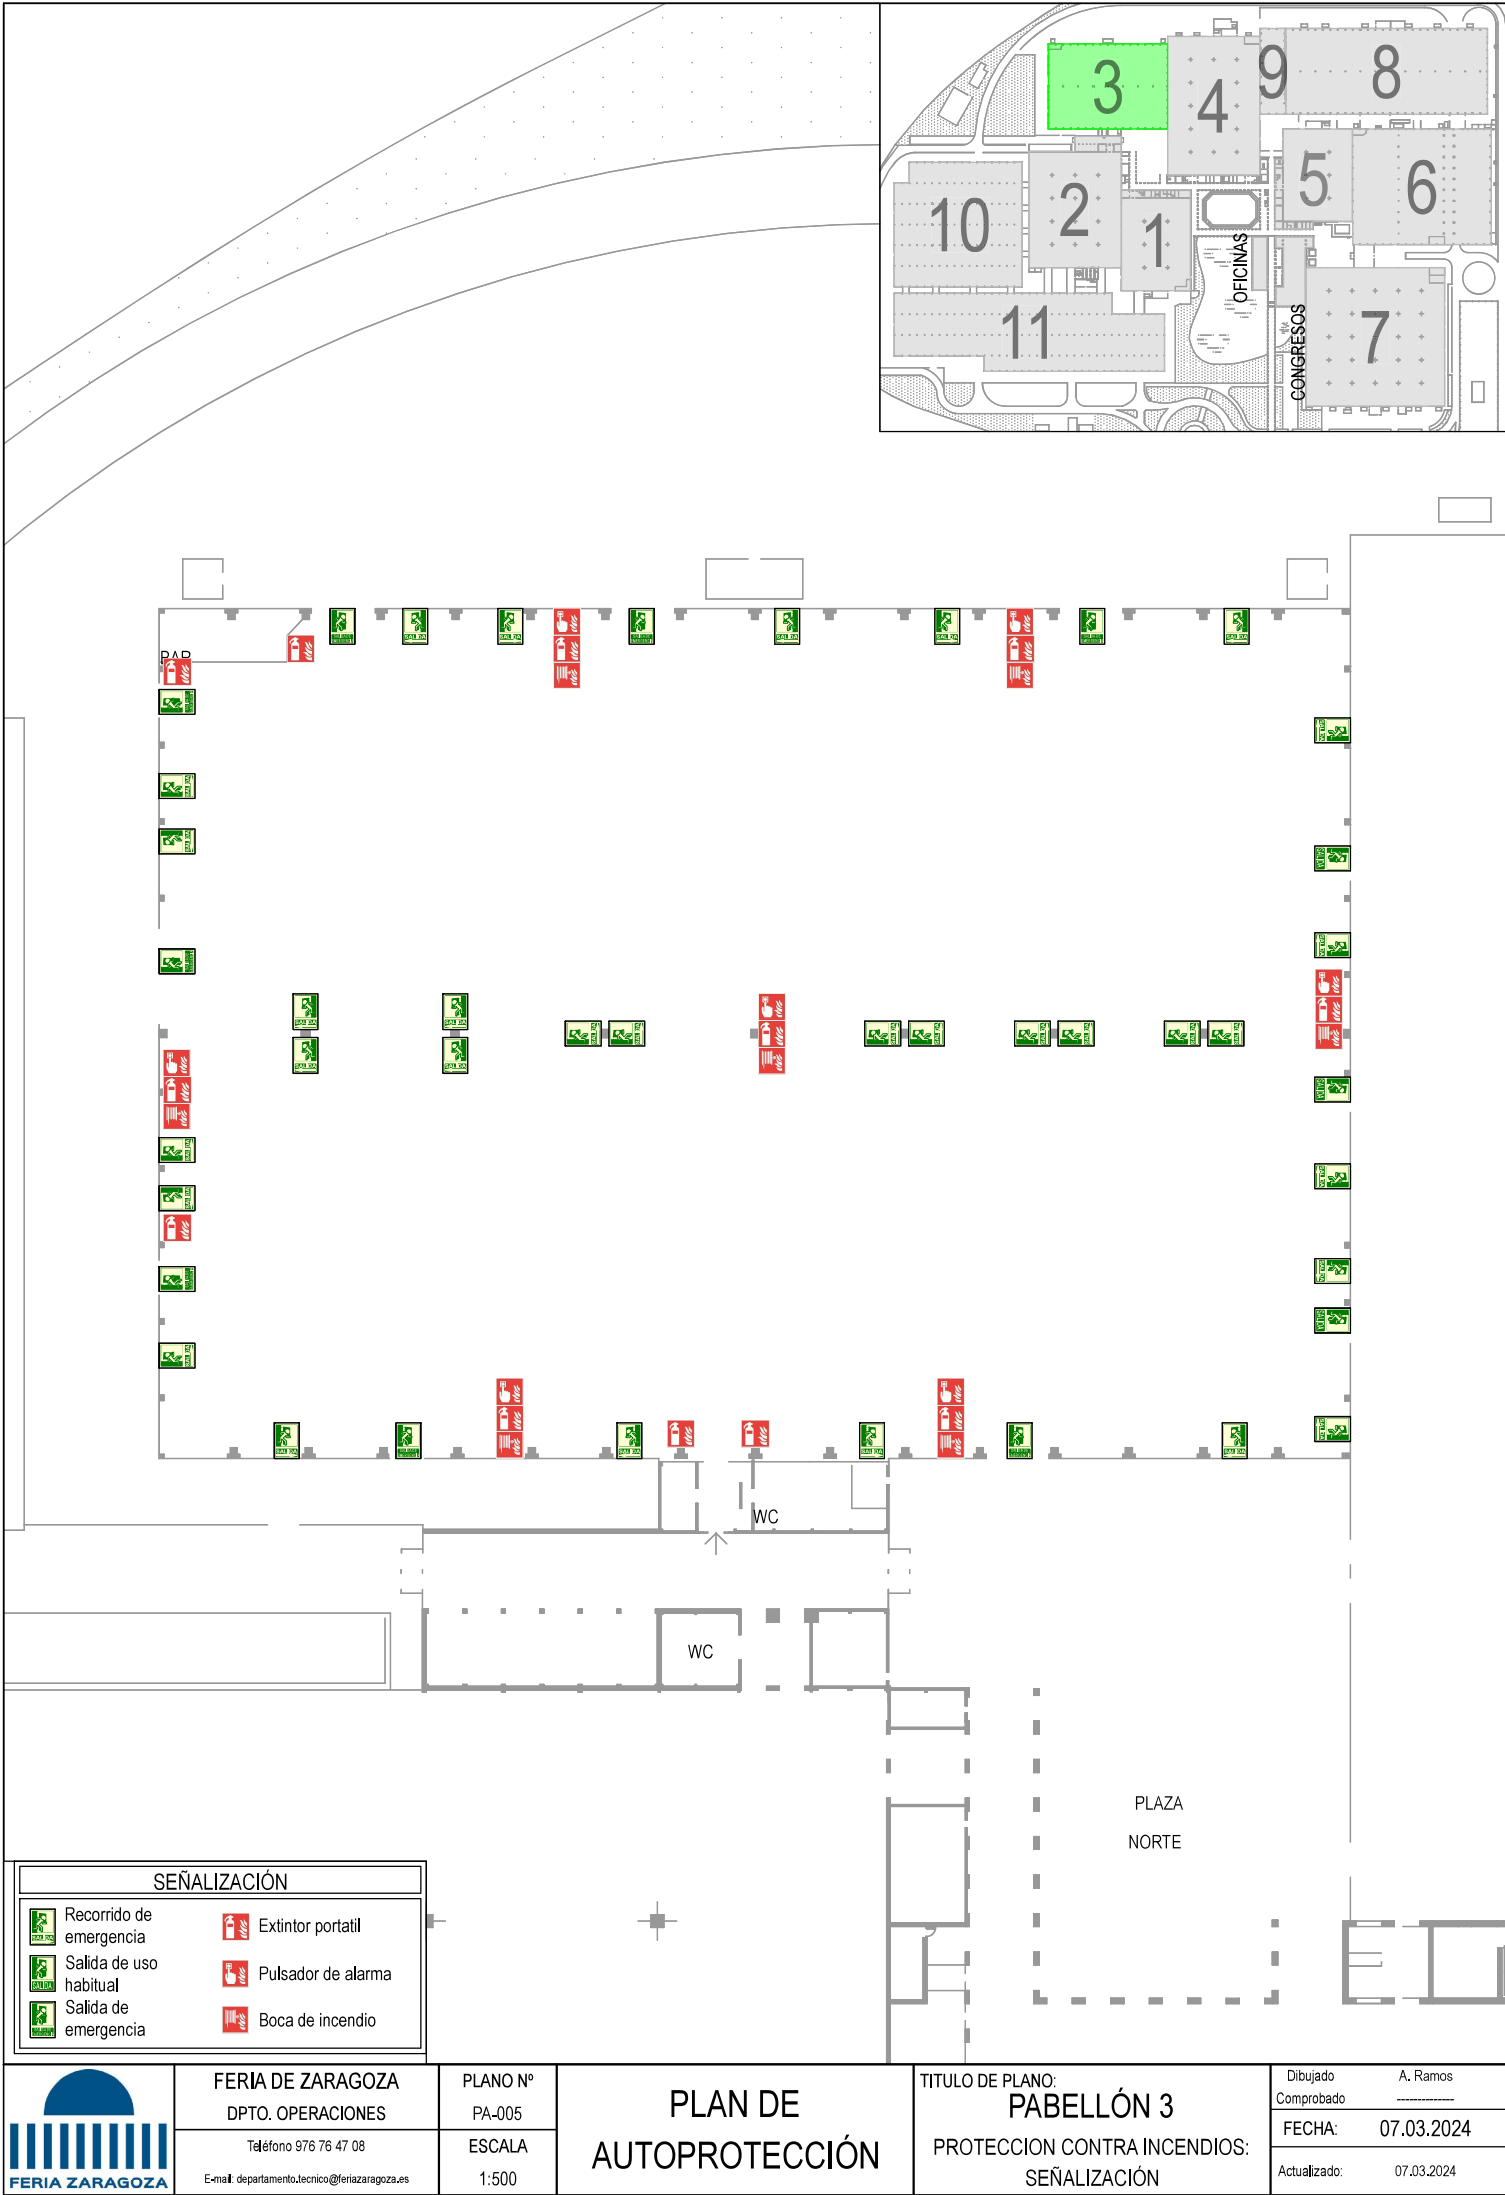 3
4
9
8
5
6
10
2
1
11
7
OFICINAS
CONGRESOS
WC
WC
PLAZA
NORTE
SEÑALIZACIÓN
Recorrido de
emergencia
Salida de uso
habitual
Salida de
emergencia
Extintor portatil
Pulsador de alarma
Boca de incendio
FERIA ZARAGOZA
FERIA DE ZARAGOZA
DPTO. OPERACIONES
Teléfono 976 76 47 08
E-mail: departamento.tecnico@feriazaragoza.es
PLANO Nº
PA-005
ESCALA
1:500
PLAN DE
AUTOPROTECCIÓN
TITULO DE PLANO:
PABELLÓN 3
PROTECCION CONTRA INCENDIOS:
SEÑALIZACIÓN
Dibujado A. Ramos
Comprobado -------------
FECHA: 07.03.2024
Actualizado: 07.03.2024